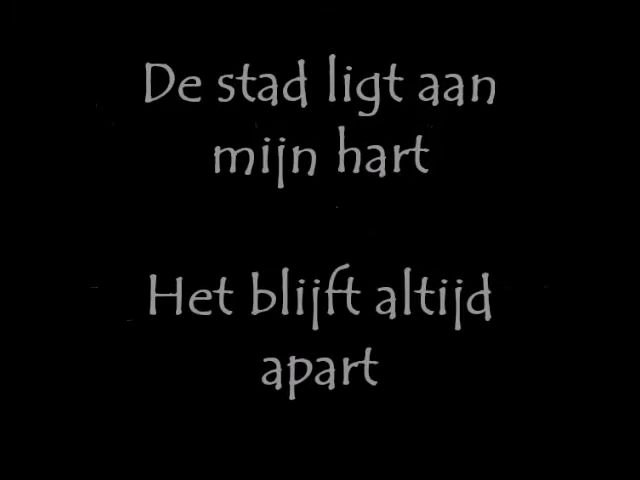 De stad ligt aan
mijn hart
Het blijft altijd
apart